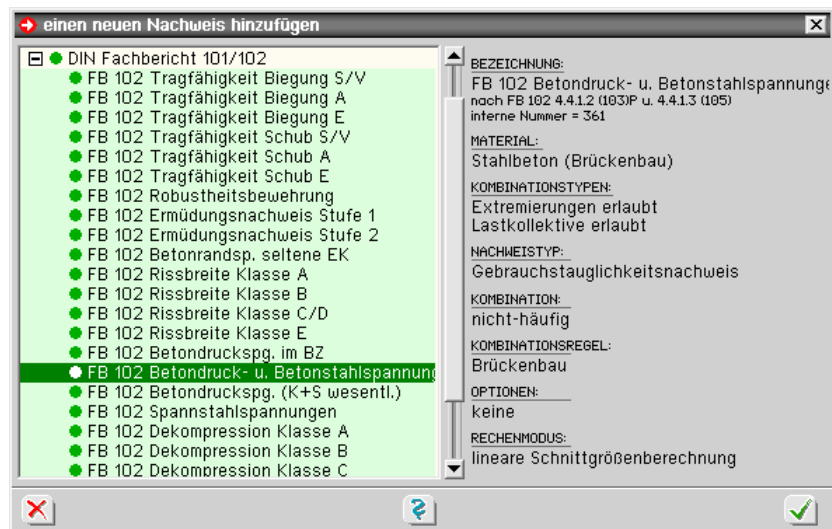 einen neuen Nachweis hinzufügen
DIN Fachbericht 101/102
FB 102 Tragfähigkeit Biegung S/V
FB 102 Tragfähigkeit Biegung A
FB 102 Tragfähigkeit Biegung E
FB 102 Tragfähigkeit Schub S/V
FB 102 Tragfähigkeit Schub A
FB 102 Tragfähigkeit Schub E
FB 102 Robustheitsbewehrung
FB 102 Ermüdungsnachweis Stufe 1
FB 102 Ermüdungsnachweis Stufe 2
FB 102 Betonrandsp. seltene EK
FB 102 Rissbreite Klasse A
FB 102 Rissbreite Klasse B
FB 102 Rissbreite Klasse C/D
FB 102 Rissbreite Klasse E
FB 102 Betondruckspg. im BZ
FB 102 Betondruck- u. Betonstahlspannung
FB 102 Betondruckspg. (K+S wesentl.)
FB 102 Spannstahlspannungen
FB 102 Dekompression Klasse A
FB 102 Dekompression Klasse B
FB 102 Dekompression Klasse C
BEZEICHNUNG:
FB 102 Betondruck- u. Betonstahlspannunge
nach FB 102 4.4.1.2 (103)P u. 4.4.1.3 (105)
interne Nummer = 361
MATERIAL:
Stahlbeton (Brückenbau)
KOMBINATIONSTYPEN:
Extremierungen erlaubt
Lastkollektive erlaubt
NACHWEISTYP:
Gebrauchstauglichkeitsnachweis
KOMBINATION:
nicht-häufig
KOMBINATIONSREGEL:
Brückenbau
OPTIONEN:
keine
RECHENMODUS:
lineare Schnittgrößenberechnung